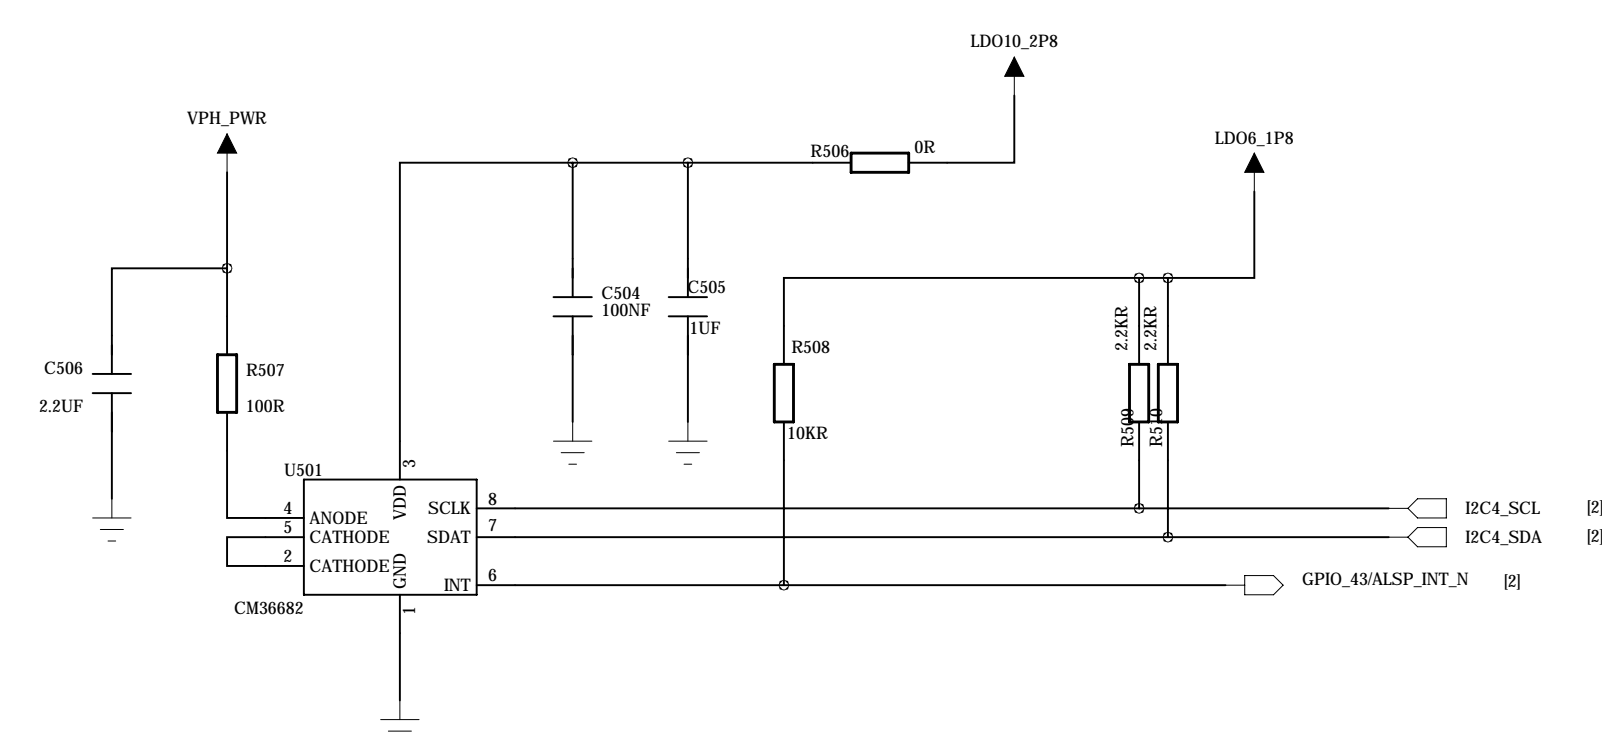 LDO10_2P8
VPH_PWR
LDO6_1P8
R506
0R
C504
100NF
C505
1UF
2.2KR
2.2KR
R508
C506
R507
2.2UF
100R
10KR
R509
R510
U501
3
4
ANODE
VDD
SCLK
8
I2C4_SCL
[2]
5
CATHODE
SDAT
7
I2C4_SDA
[2]
2
CATHODE
GND
INT
6
GPIO_43/ALSP_INT_N
[2]
CM36682
1